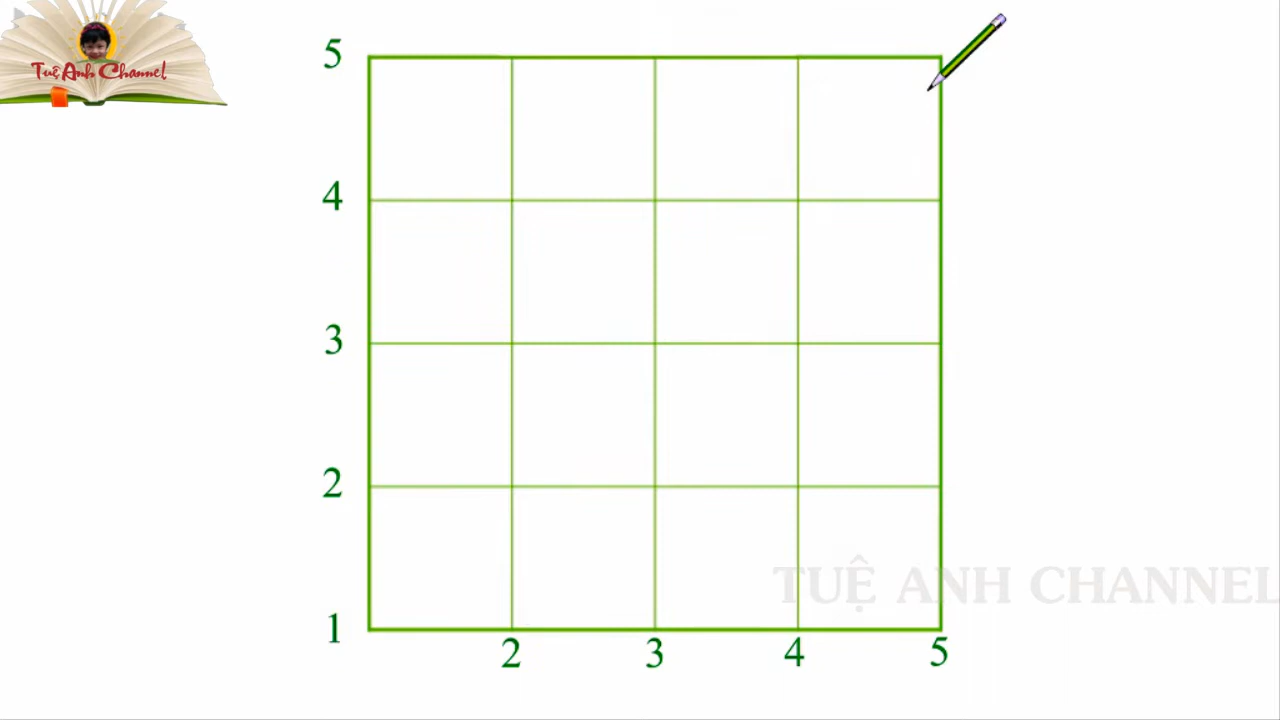 Tuệ Anh Channel
5
4
3
2
1
2 3 4 5
TUỆ ANH CHANNEL